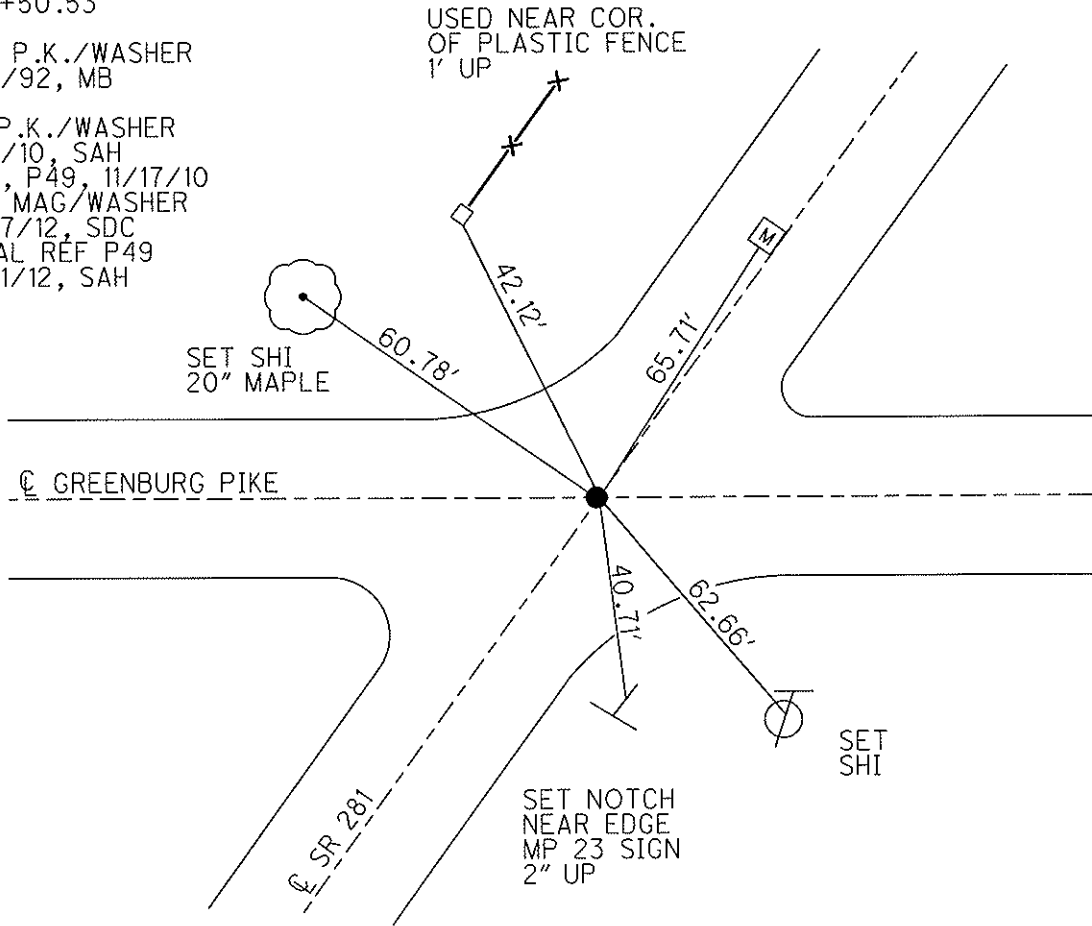 +50.53
P.K./WASHER
/92, MB
P.K./WASHER
/10, SAH
, P49, 11/17/10
MAG/WASHER
7/12, SDC
AL REF P49
1/12, SAH
USED NEAR COR.
OF PLASTIC FENCE
1' UP
M
42.12'
65.71'
60.78'
SET SHI
20" MAPLE
℄ GREENBURG PIKE
40.71'
62.66'
SET
SHI
SET NOTCH
NEAR EDGE
MP 23 SIGN
2" UP
℄ SR 281